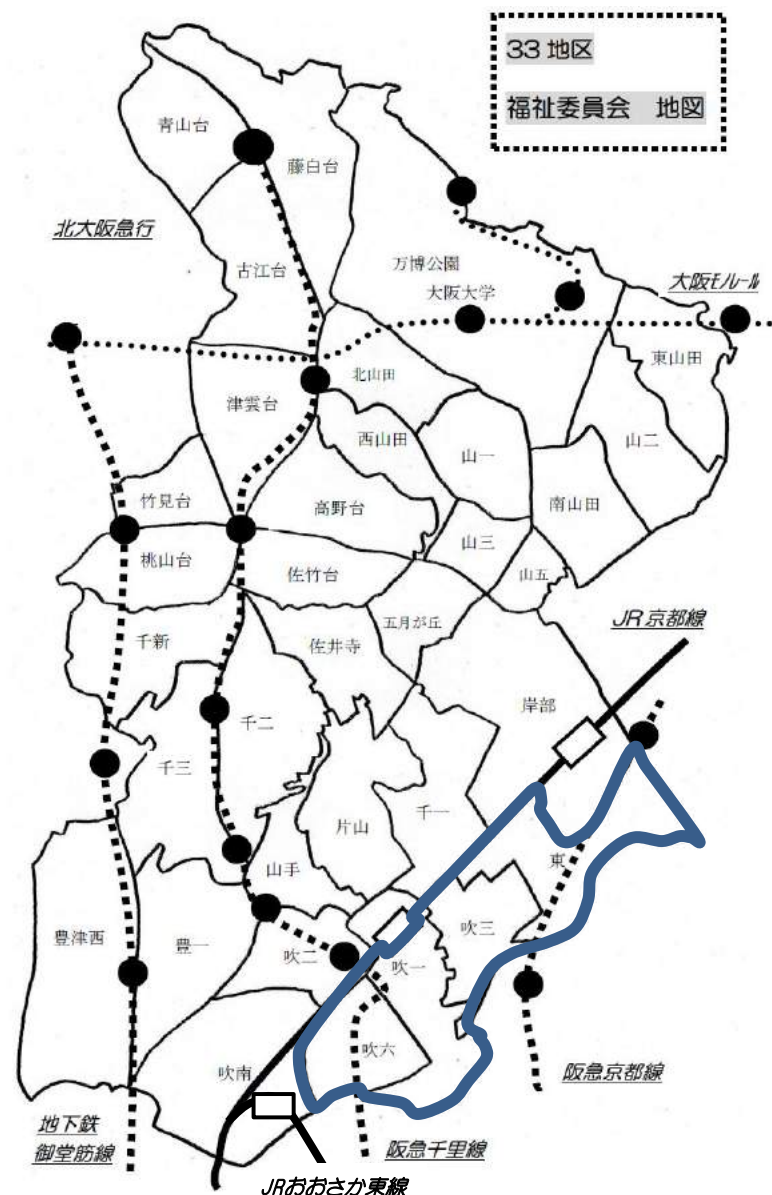 33 地区
福祉委員会 地図
青山台
藤白台
北大阪急行
古江台
万博公園
大阪大学
大阪モノレール
東山田
北山田
津雲台
西山田
山一
山二
竹見台
高野台
南山田
山三
桃山台
佐竹台
山五
五月が丘
千新
佐井寺
JR京都線
岸部
千二
千三
片山
千一
山手
東
豊津西
豊一
吹二
吹一
吹三
吹六
吹南
阪急京都線
地下鉄
御堂筋線
阪急千里線
JRおおさか東線